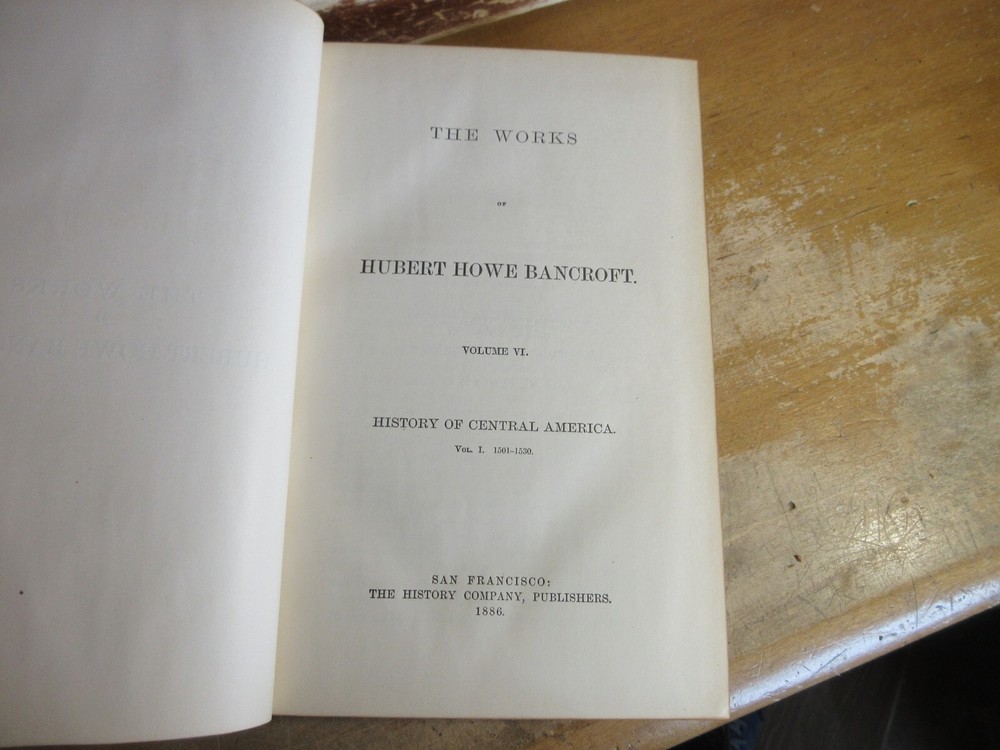 THE WORKS
OF
HUBERT HOWE BANCROFT.
VOLUME VI.
HISTORY OF CENTRAL AMERICA.
VOL. I. 1501–1530.
SAN FRANCISCO:
THE HISTORY COMPANY, PUBLISHERS.
1886.